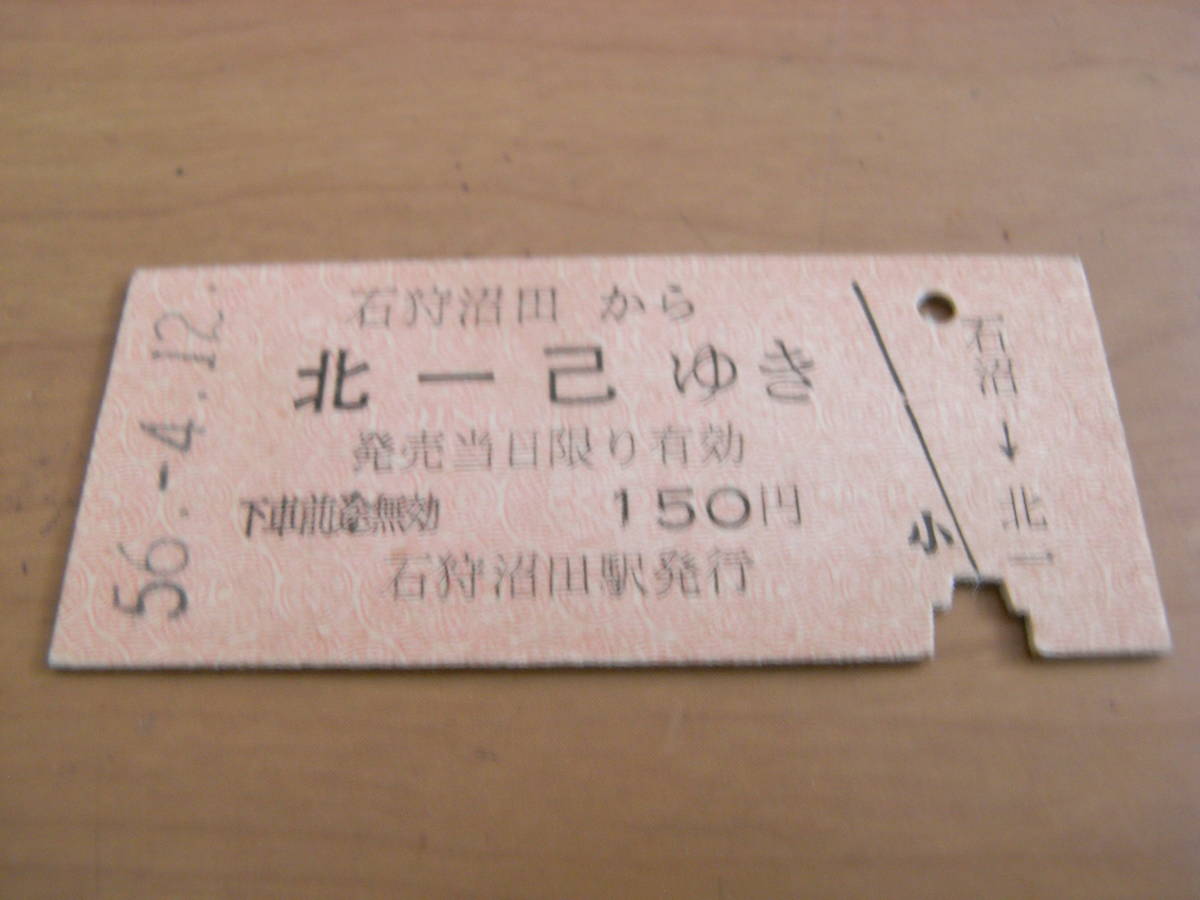 56.-4.12.
石狩沼田 から
北一己 ゆき
発売当日限り有効
下車前途無効 150円
石狩沼田駅発行
小
石沼→北一